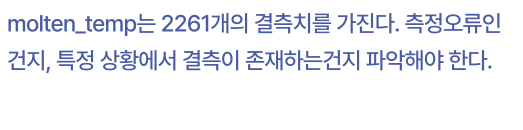 molten_temp는 2261개의 결측치를 가진다. 측정오류인
건지, 특정 상황에서 결측이 존재하는건지 파악해야 한다.